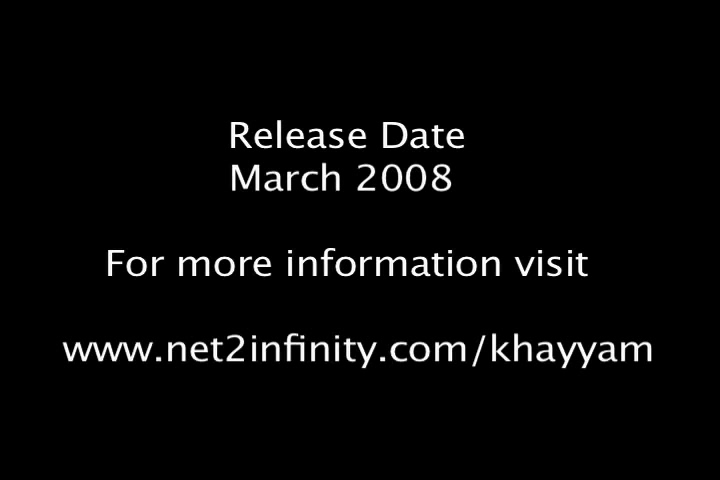 Release Date
March 2008
For more information visit
www.net2infinity.com/khayyam